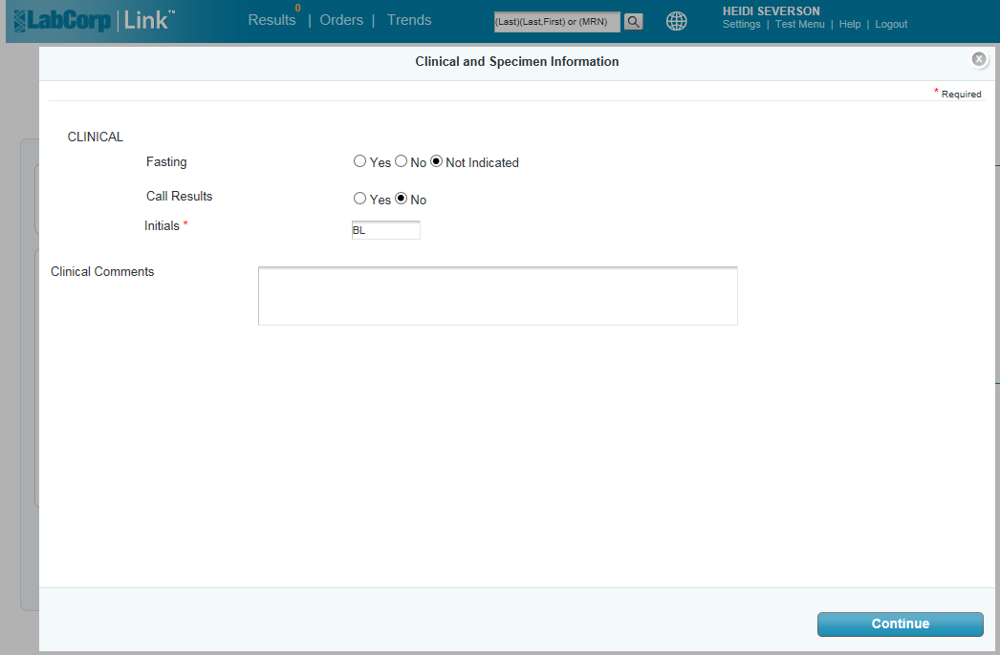 LabCorp Link™ Results 0 | Orders | Trends (Last)(Last,First) or (MRN) HEIDI SEVERSON
Settings | Test Menu | Help | Logout
Clinical and Specimen Information
* Required
CLINICAL
Fasting Yes No Not Indicated
Call Results Yes No
Initials * BL
Clinical Comments
Continue